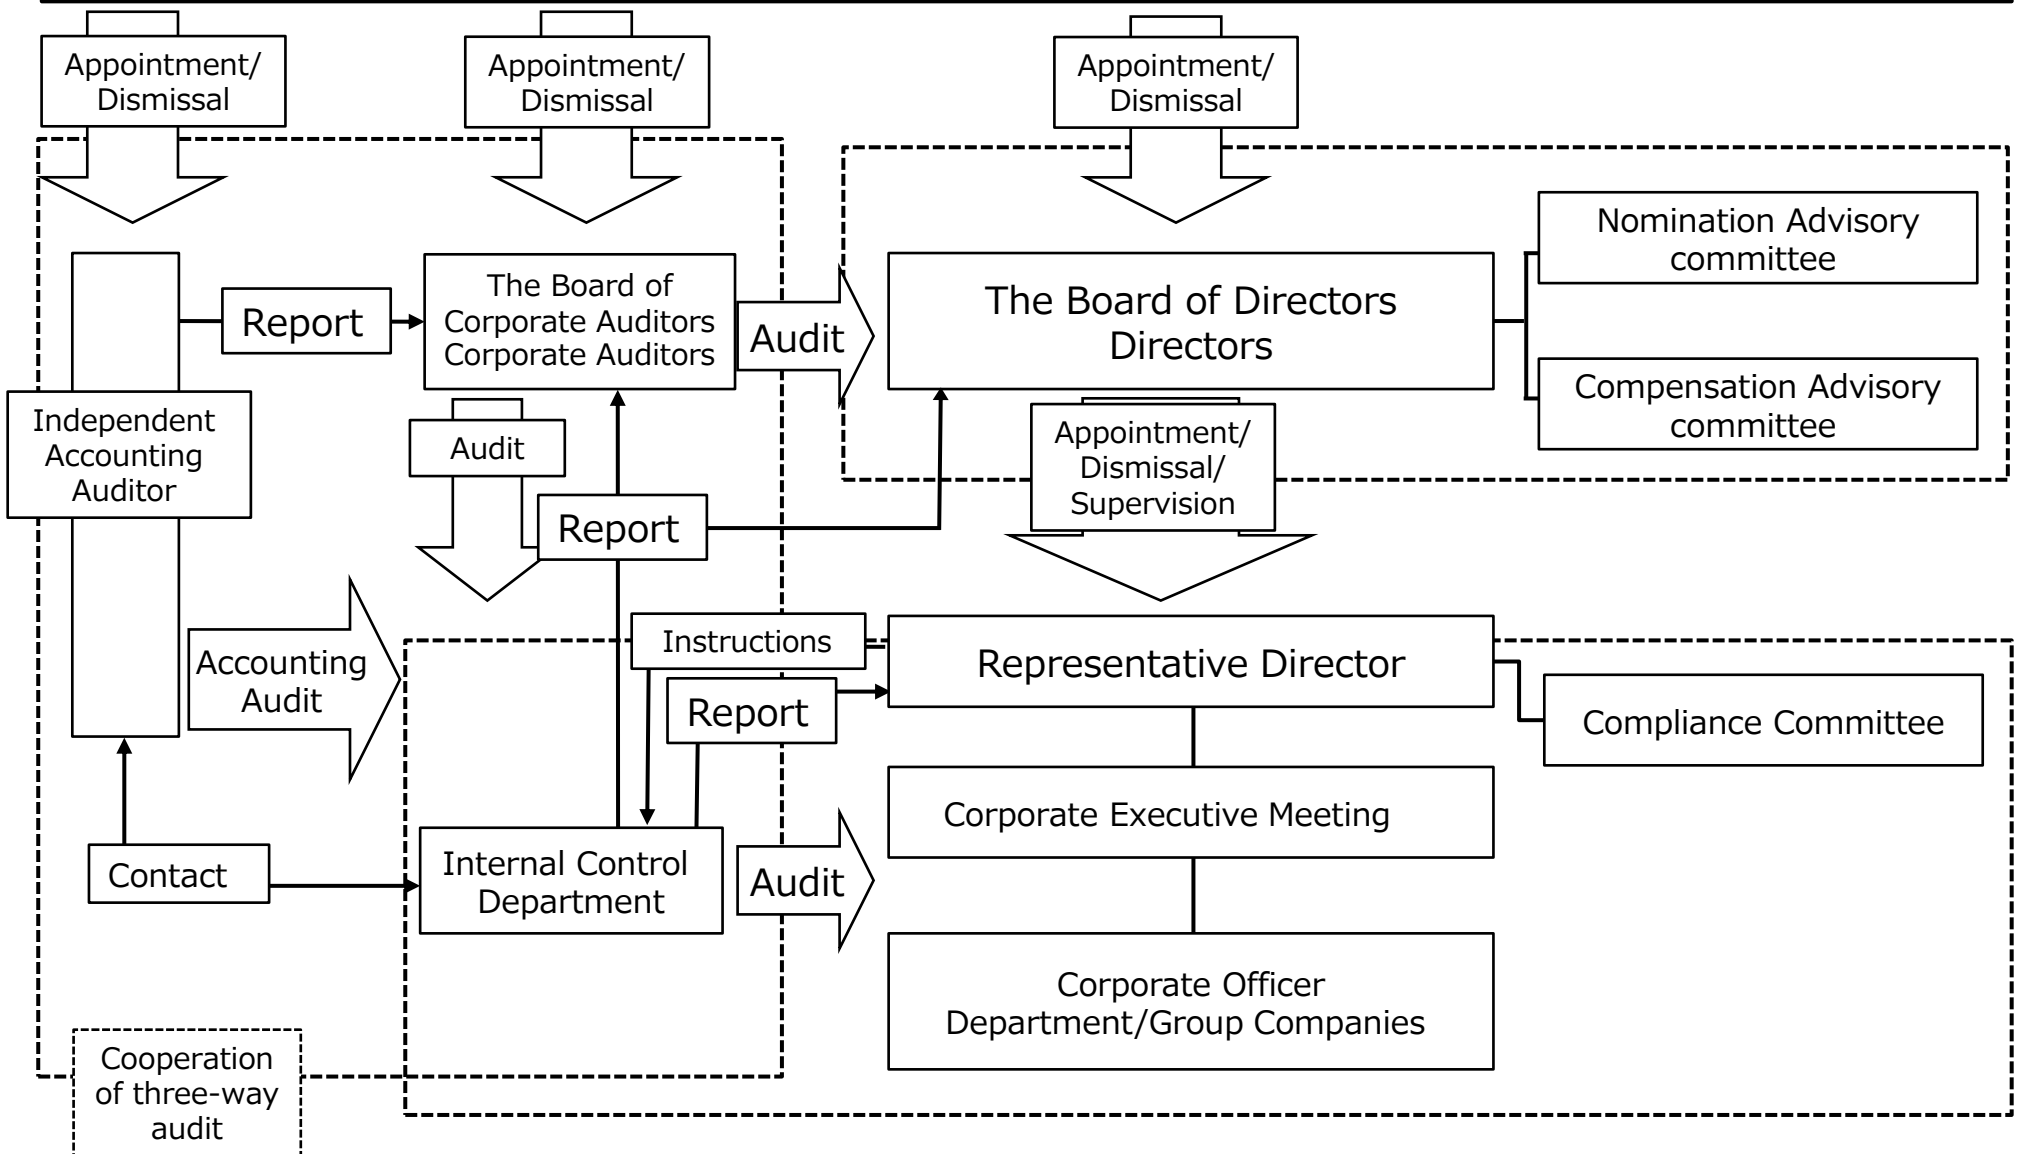 Appointment/
Dismissal
Appointment/
Dismissal
Appointment/
Dismissal
Nomination Advisory
committee
The Board of
Corporate Auditors
Corporate Auditors
Report
Audit
The Board of Directors
Directors
Compensation Advisory
committee
Independent
Accounting
Auditor
Audit
Appointment/
Dismissal/
Supervision
Report
Instructions
Representative Director
Accounting
Audit
Report
Compliance Committee
Corporate Executive Meeting
Contact
Internal Control
Department
Audit
Corporate Officer
Department/Group Companies
Cooperation
of three-way
audit